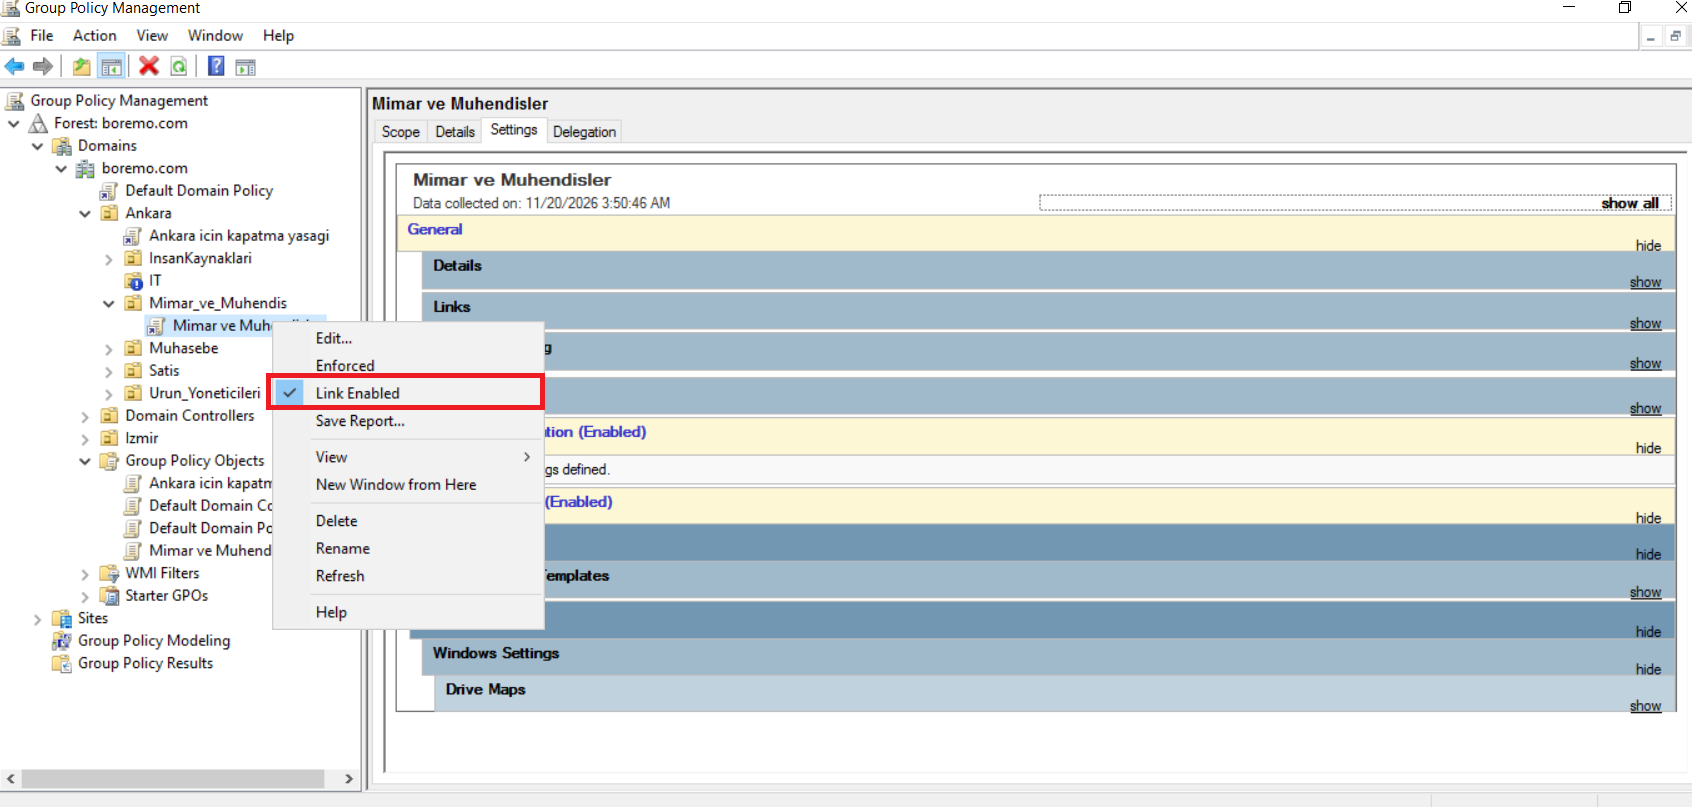 Group Policy Management
File Action View Window Help
Group Policy Management
Forest: boremo.com
Domains
boremo.com
Default Domain Policy
Ankara
Ankara icin kapatma yasagi
InsanKaynaklari
IT
Mimar_ve_Muhendis
Mimar ve Muh
Muhasebe
Satis
Urun_Yoneticileri
Domain Controllers
Izmir
Group Policy Objects
Ankara icin kapatm
Default Domain Co
Default Domain Po
Mimar ve Muhend
WMI Filters
Starter GPOs
Sites
Group Policy Modeling
Group Policy Results
Edit...
Enforced
Link Enabled
Save Report...
View
New Window from Here
Delete
Rename
Refresh
Help
Mimar ve Muhendisler
Scope Details Settings Delegation
Mimar ve Muhendisler
Data collected on: 11/20/2026 3:50:46 AM show all
General hide
Details show
Links show
g show
show
tion (Enabled) hide
gs defined.
(Enabled) hide
hide
Templates show
hide
Windows Settings hide
Drive Maps show